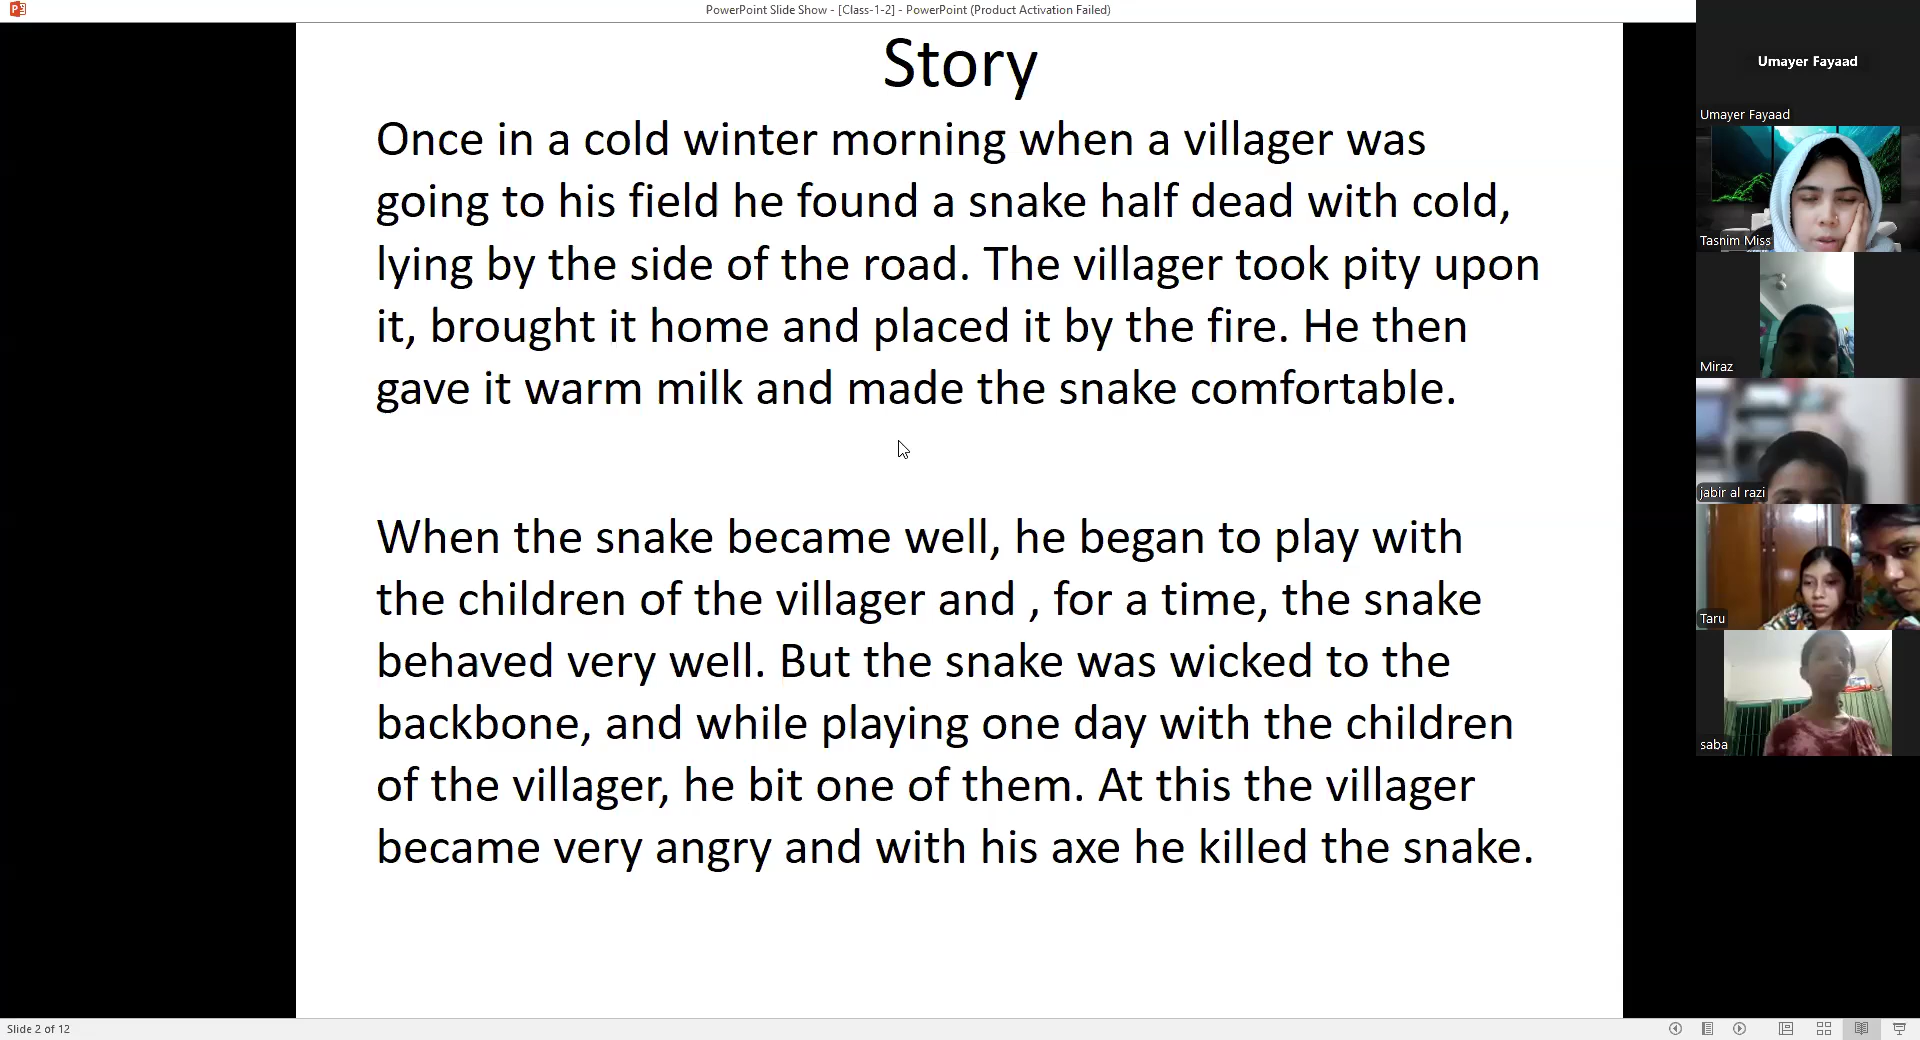 PowerPoint Slide Show - [Class-1-2] - PowerPoint (Product Activation Failed)
Story
Once in a cold winter morning when a villager was
going to his field he found a snake half dead with cold,
lying by the side of the road. The villager took pity upon
it, brought it home and placed it by the fire. He then
gave it warm milk and made the snake comfortable.
When the snake became well, he began to play with
the children of the villager and , for a time, the snake
behaved very well. But the snake was wicked to the
backbone, and while playing one day with the children
of the villager, he bit one of them. At this the villager
became very angry and with his axe he killed the snake.
Umayer Fayaad
Umayer Fayaad
Tasnim Miss
Miraz
jabir al razi
Taru
saba
Slide 2 of 12